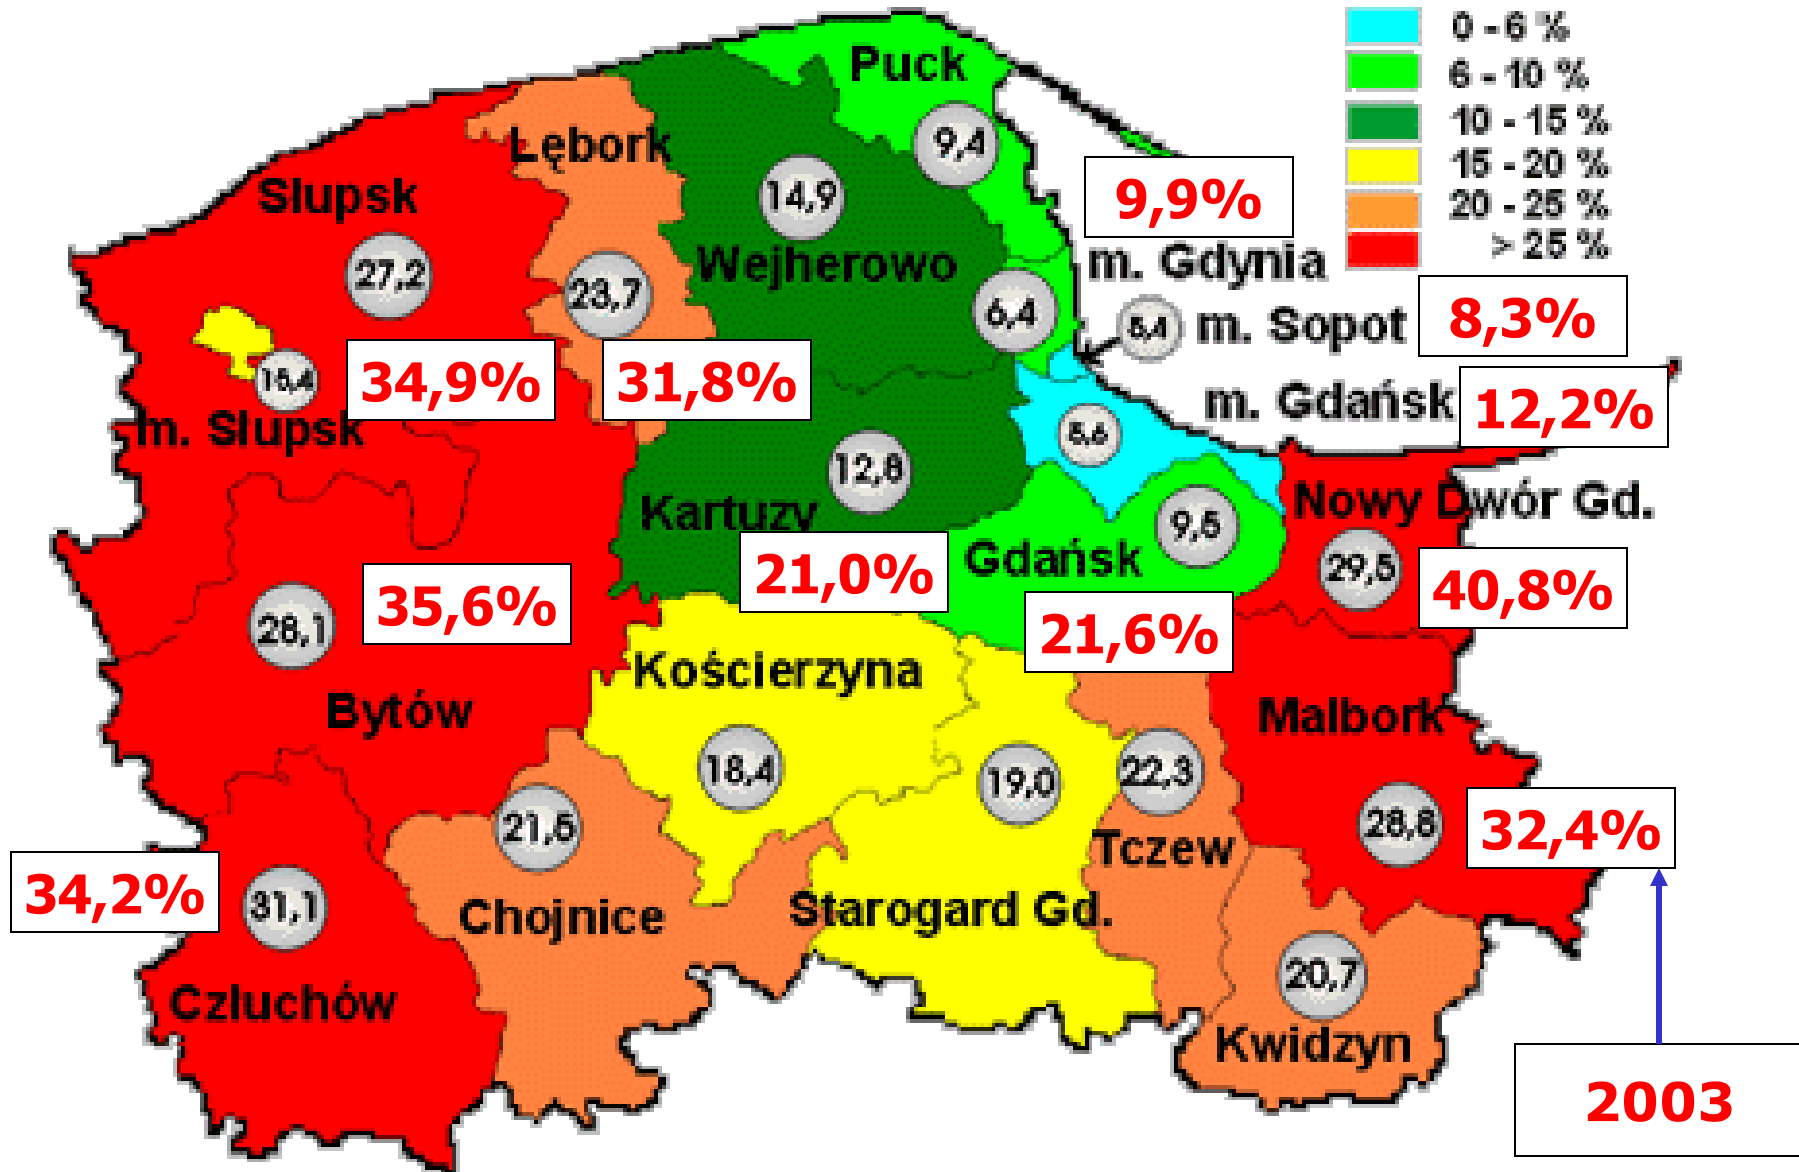 0 - 6 %
6 - 10 %
10 - 15 %
15 - 20 %
20 - 25 %
> 25 %
Puck
9,4
9,9%
m. Gdynia
6,4
Lębork
23,7
31,8%
14,9
Wejherowo
Słupsk
27,2
34,9%
15,4
m. Słupsk
5,4
m. Sopot
8,3%
m. Gdańsk
12,2%
5,6
12,8
Kartuzy
21,0%
Gdańsk
9,5
21,6%
Nowy Dwór Gd.
29,5
40,8%
28,1
35,6%
Bytów
Kościerzyna
18,4
19,0
Starogard Gd.
22,3
Tczew
Malbork
28,8
32,4%
21,5
Chojnice
34,2%
31,1
Człuchów
20,7
Kwidzyn
2003